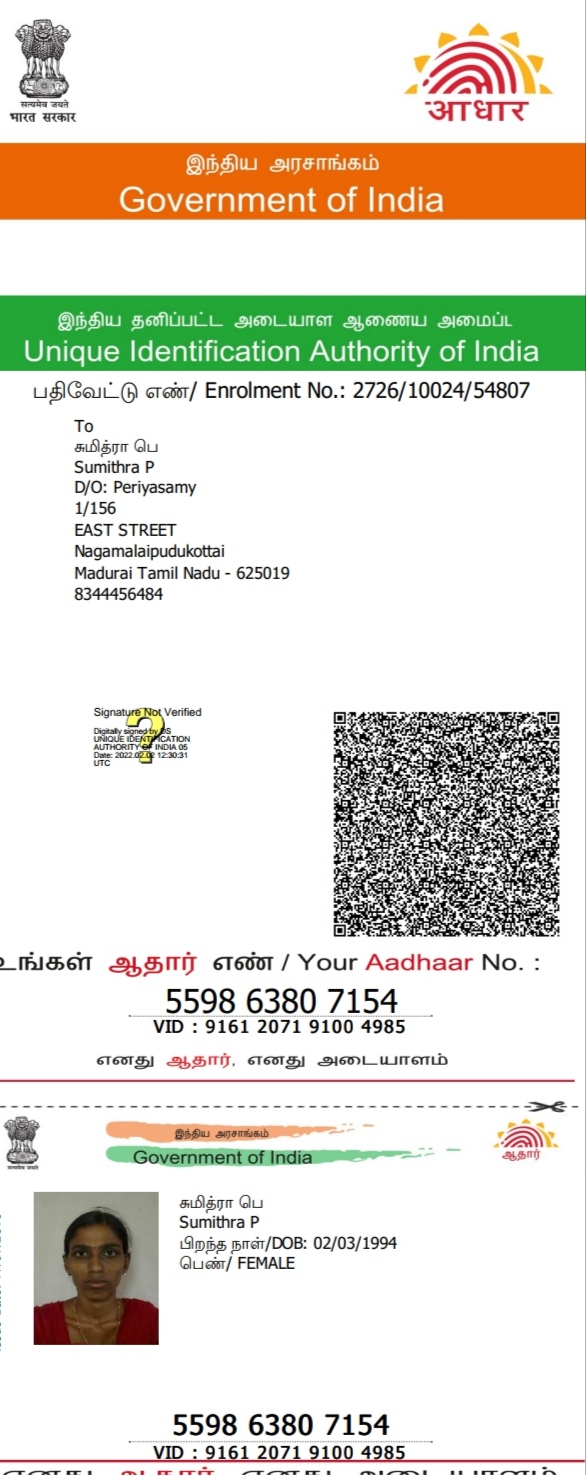 सत्यमेव जयते
भारत सरकार
आधार
இந்திய அரசாங்கம்
Government of India
இந்திய தனிப்பட்ட அடையாள ஆணைய அமைப்
Unique Identification Authority of India
பதிவேட்டு எண்/ Enrolment No.: 2726/10024/54807
To
சுமித்ரா பெ
Sumithra P
D/O: Periyasamy
1/156
EAST STREET
Nagamalaipudukottai
Madurai Tamil Nadu - 625019
8344456484
Signature Not Verified
Digitally signed by DS
UNIQUE IDENTIFICATION
AUTHORITY OF INDIA 05
Date: 2022.02.02 12:30:31
UTC
உங்கள் ஆதார் எண் / Your Aadhaar No. :
5598 6380 7154
VID : 9161 2071 9100 4985
எனது ஆதார், எனது அடையாளம்
இந்திய அரசாங்கம்
Government of India
ஆதார்
சுமித்ரா பெ
Sumithra P
பிறந்த நாள்/DOB: 02/03/1994
பெண்/ FEMALE
5598 6380 7154
VID : 9161 2071 9100 4985
எனது ஆதார், எனது அடையாளம்